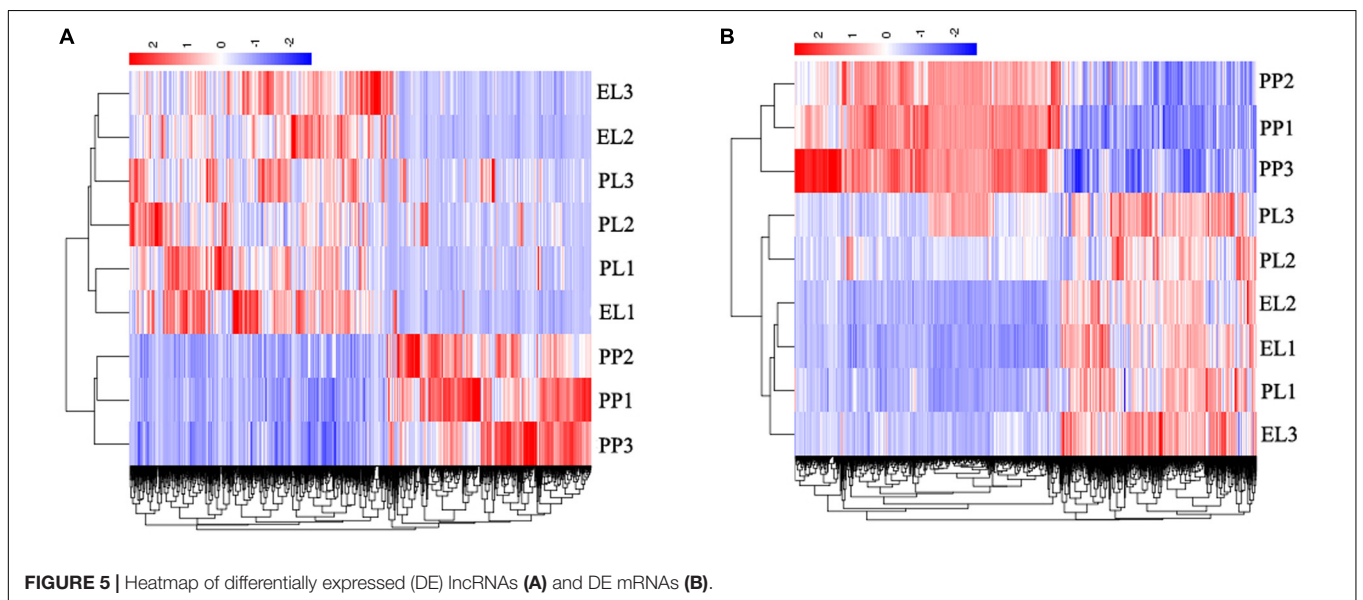 A
2 1 0 -1 -2
EL3
EL2
PL3
PL2
PL1
EL1
PP2
PP1
PP3
B
2 1 0 -1 -2
PP2
PP1
PP3
PL3
PL2
EL2
EL1
PL1
EL3
FIGURE 5 | Heatmap of differentially expressed (DE) lncRNAs (A) and DE mRNAs (B).